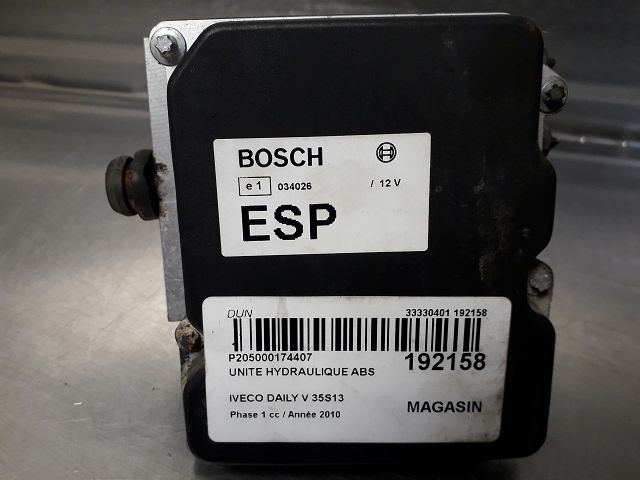 BOSCH
e 1 034026 / 12 V
ESP
DUN 33330401 192158
P205000174407 192158
UNITE HYDRAULIQUE ABS
IVECO DAILY V 35S13
Phase 1 cc / Année 2010 MAGASIN